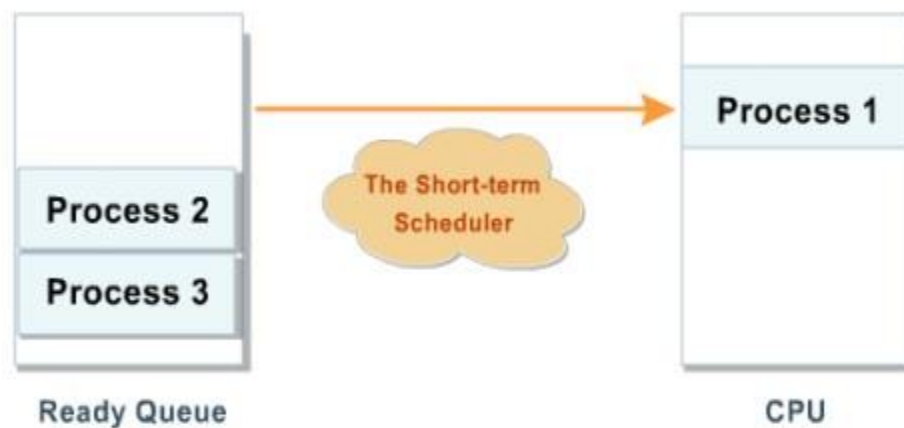 Process 1
The Short-term
Scheduler
Process 2
Process 3
Ready Queue
CPU